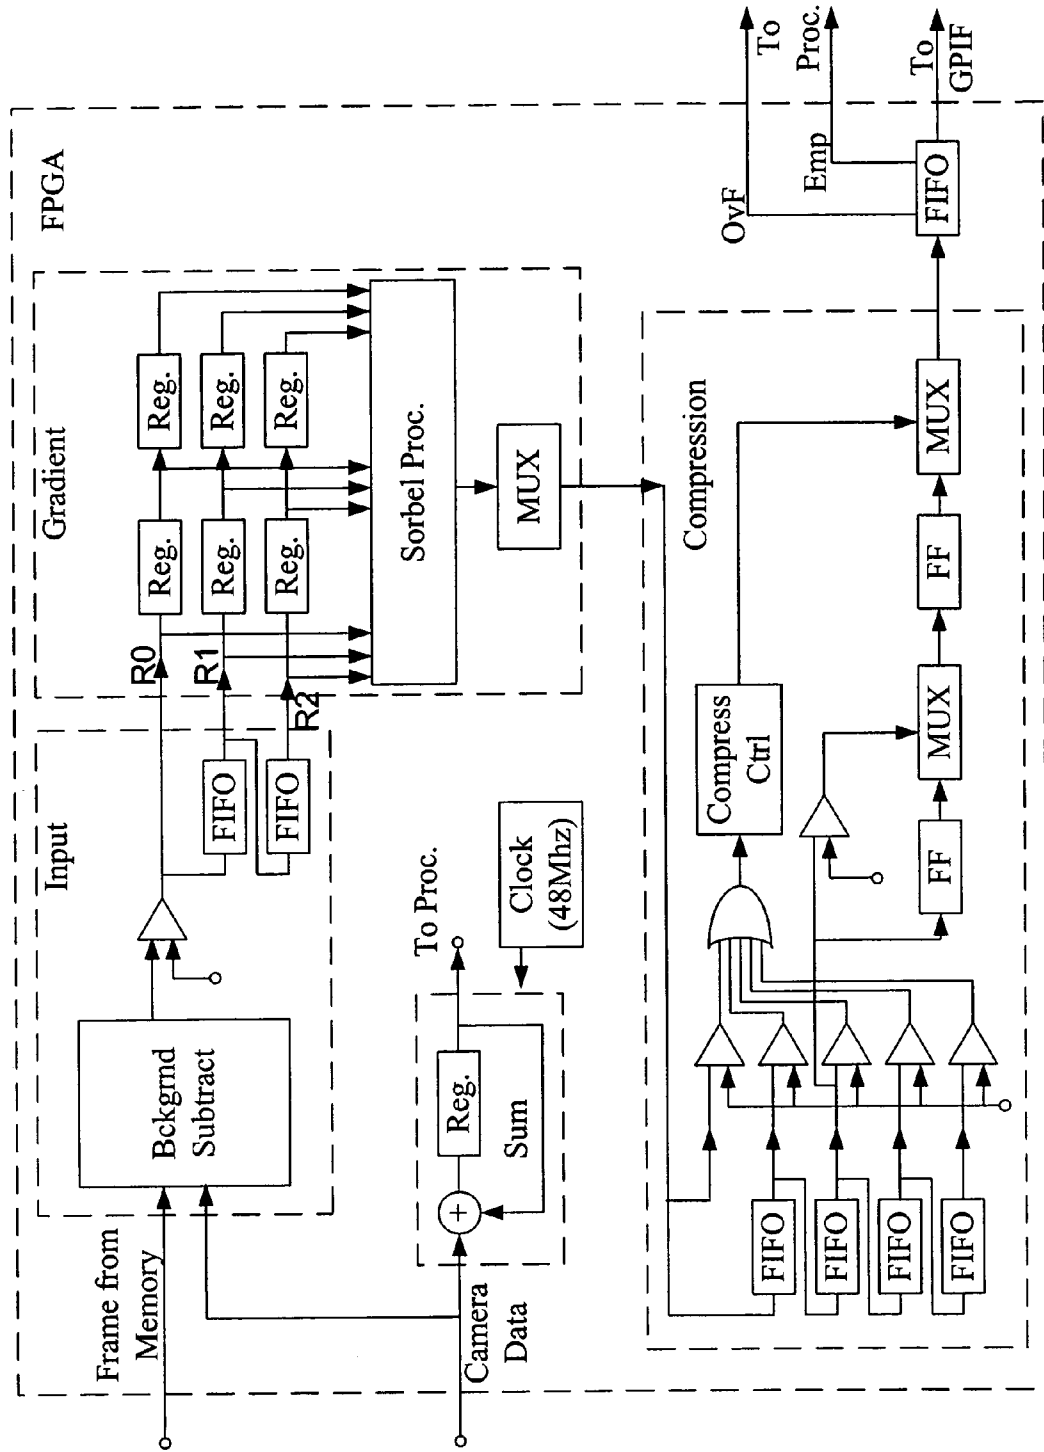 FPGA
Gradient
Input
Reg.
Reg.
Reg.
Reg.
Reg.
Reg.
R0
R1
R2
Sorbel Proc.
MUX
FIFO
FIFO
Bckgrnd
Subtract
Frame from
Memory
Camera
Data
Reg.
Sum
+
To Proc.
Clock
(48Mhz)
Compression
Compress
Ctrl
FIFO
FIFO
FIFO
FIFO
FF
MUX
FF
MUX
FIFO
OvF
Emp
To
Proc.
To
GPIF